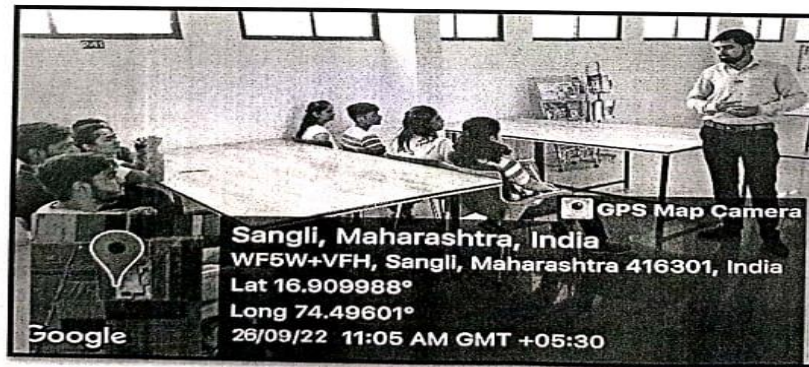 GPS Map Camera
Sangli, Maharashtra, India
WF5W+VFH, Sangli, Maharashtra 416301, India
Lat 16.909988°
Long 74.49601°
26/09/22 11:05 AM GMT +05:30
Google